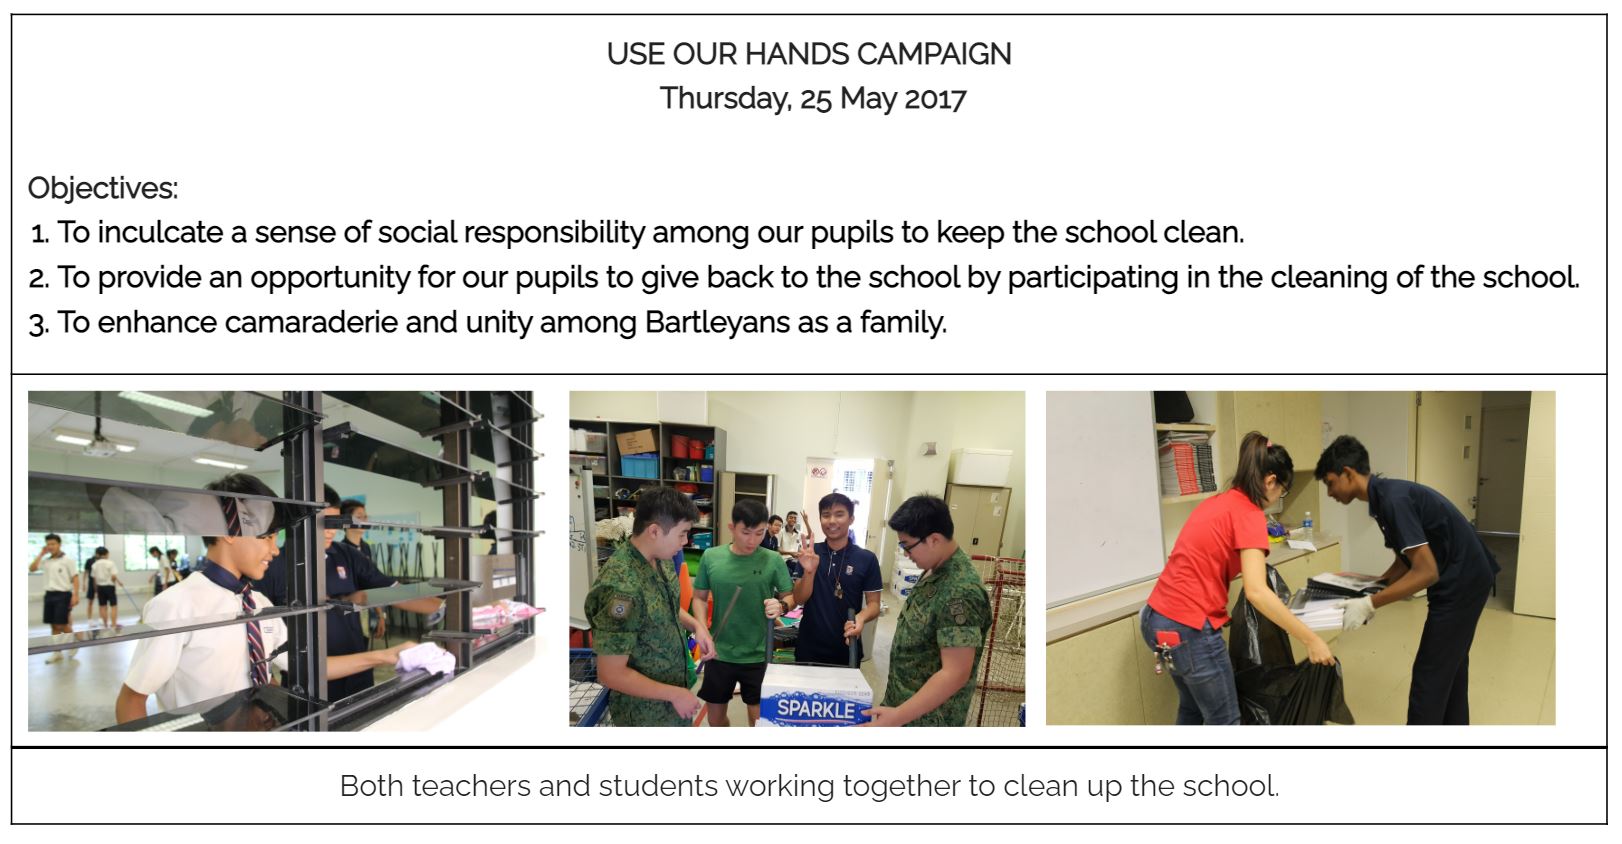 USE OUR HANDS CAMPAIGN
Thursday, 25 May 2017
Objectives:
1. To inculcate a sense of social responsibility among our pupils to keep the school clean.
2. To provide an opportunity for our pupils to give back to the school by participating in the cleaning of the school.
3. To enhance camaraderie and unity among Bartleyans as a family.
SPARKLE
Both teachers and students working together to clean up the school.